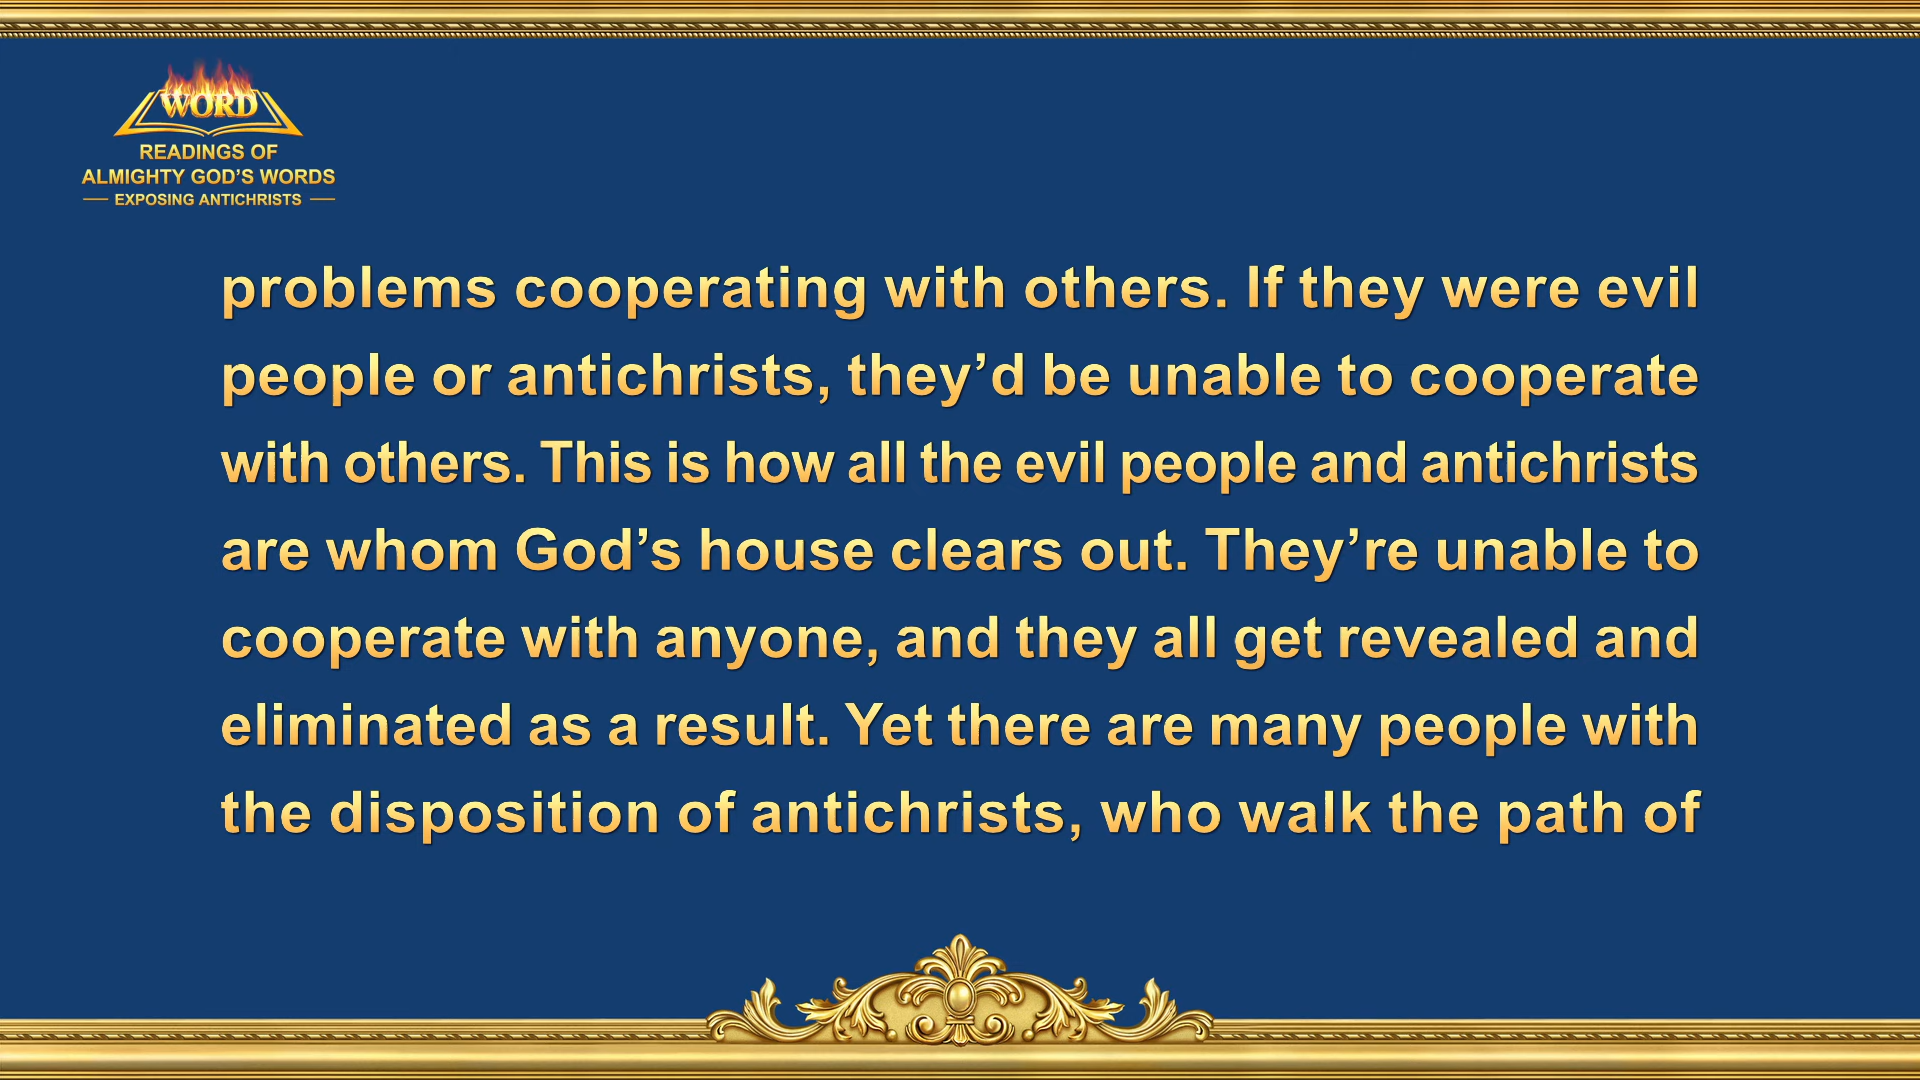 WORD
READINGS OF
ALMIGHTY GOD'S WORDS
EXPOSING ANTICHRISTS
problems cooperating with others. If they were evil
people or antichrists, they’d be unable to cooperate
with others. This is how all the evil people and antichrists
are whom God’s house clears out. They’re unable to
cooperate with anyone, and they all get revealed and
eliminated as a result. Yet there are many people with
the disposition of antichrists, who walk the path of